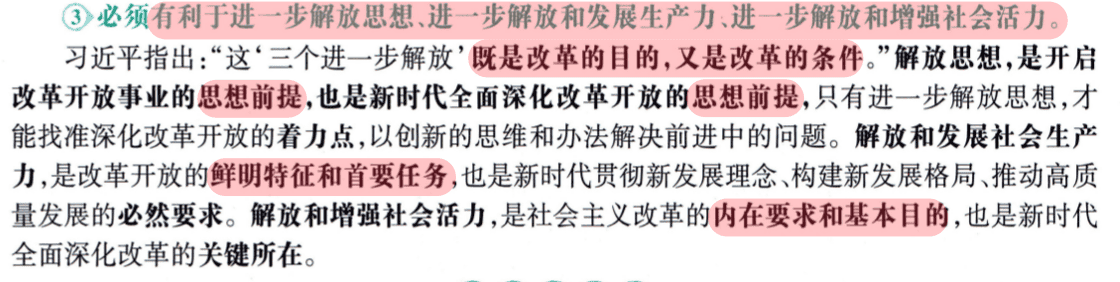 ③必须有利于进一步解放思想、进一步解放和发展生产力、进一步解放和增强社会活力。
习近平指出:“这‘三个进一步解放’既是改革的目的,又是改革的条件。”解放思想,是开启
改革开放事业的思想前提,也是新时代全面深化改革开放的思想前提,只有进一步解放思想,才
能找准深化改革开放的着力点,以创新的思维和办法解决前进中的问题。解放和发展社会生产
力,是改革开放的鲜明特征和首要任务,也是新时代贯彻新发展理念、构建新发展格局、推动高质
量发展的必然要求。解放和增强社会活力,是社会主义改革的内在要求和基本目的,也是新时代
全面深化改革的关键所在。